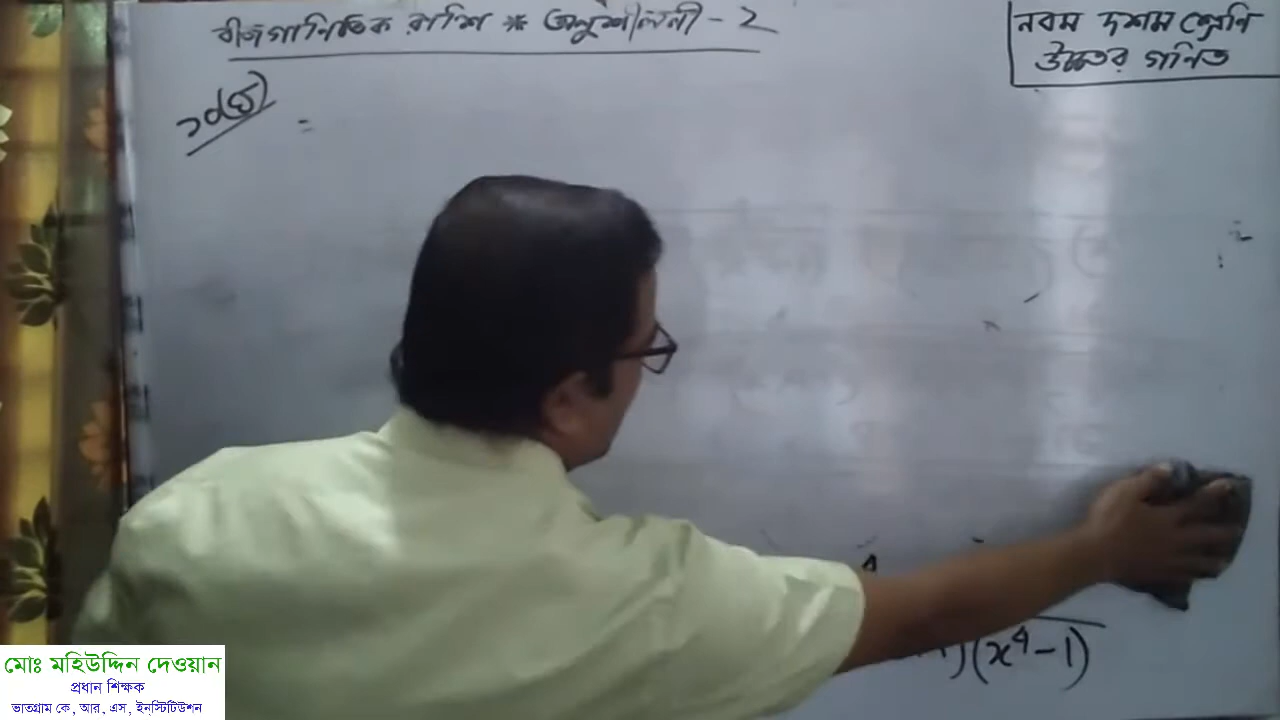 বীজগাণিতিক রাশি * অনুশীলনী - 2
নবম দশম শ্রেণি
উচ্চতর গণিত
১০(ঙ)
=
)(x⁴-1)
মোঃ মহিউদ্দিন দেওয়ান
প্রধান শিক্ষক
ভাতগ্রাম কে, আর, এস, ইনস্টিটিউশন